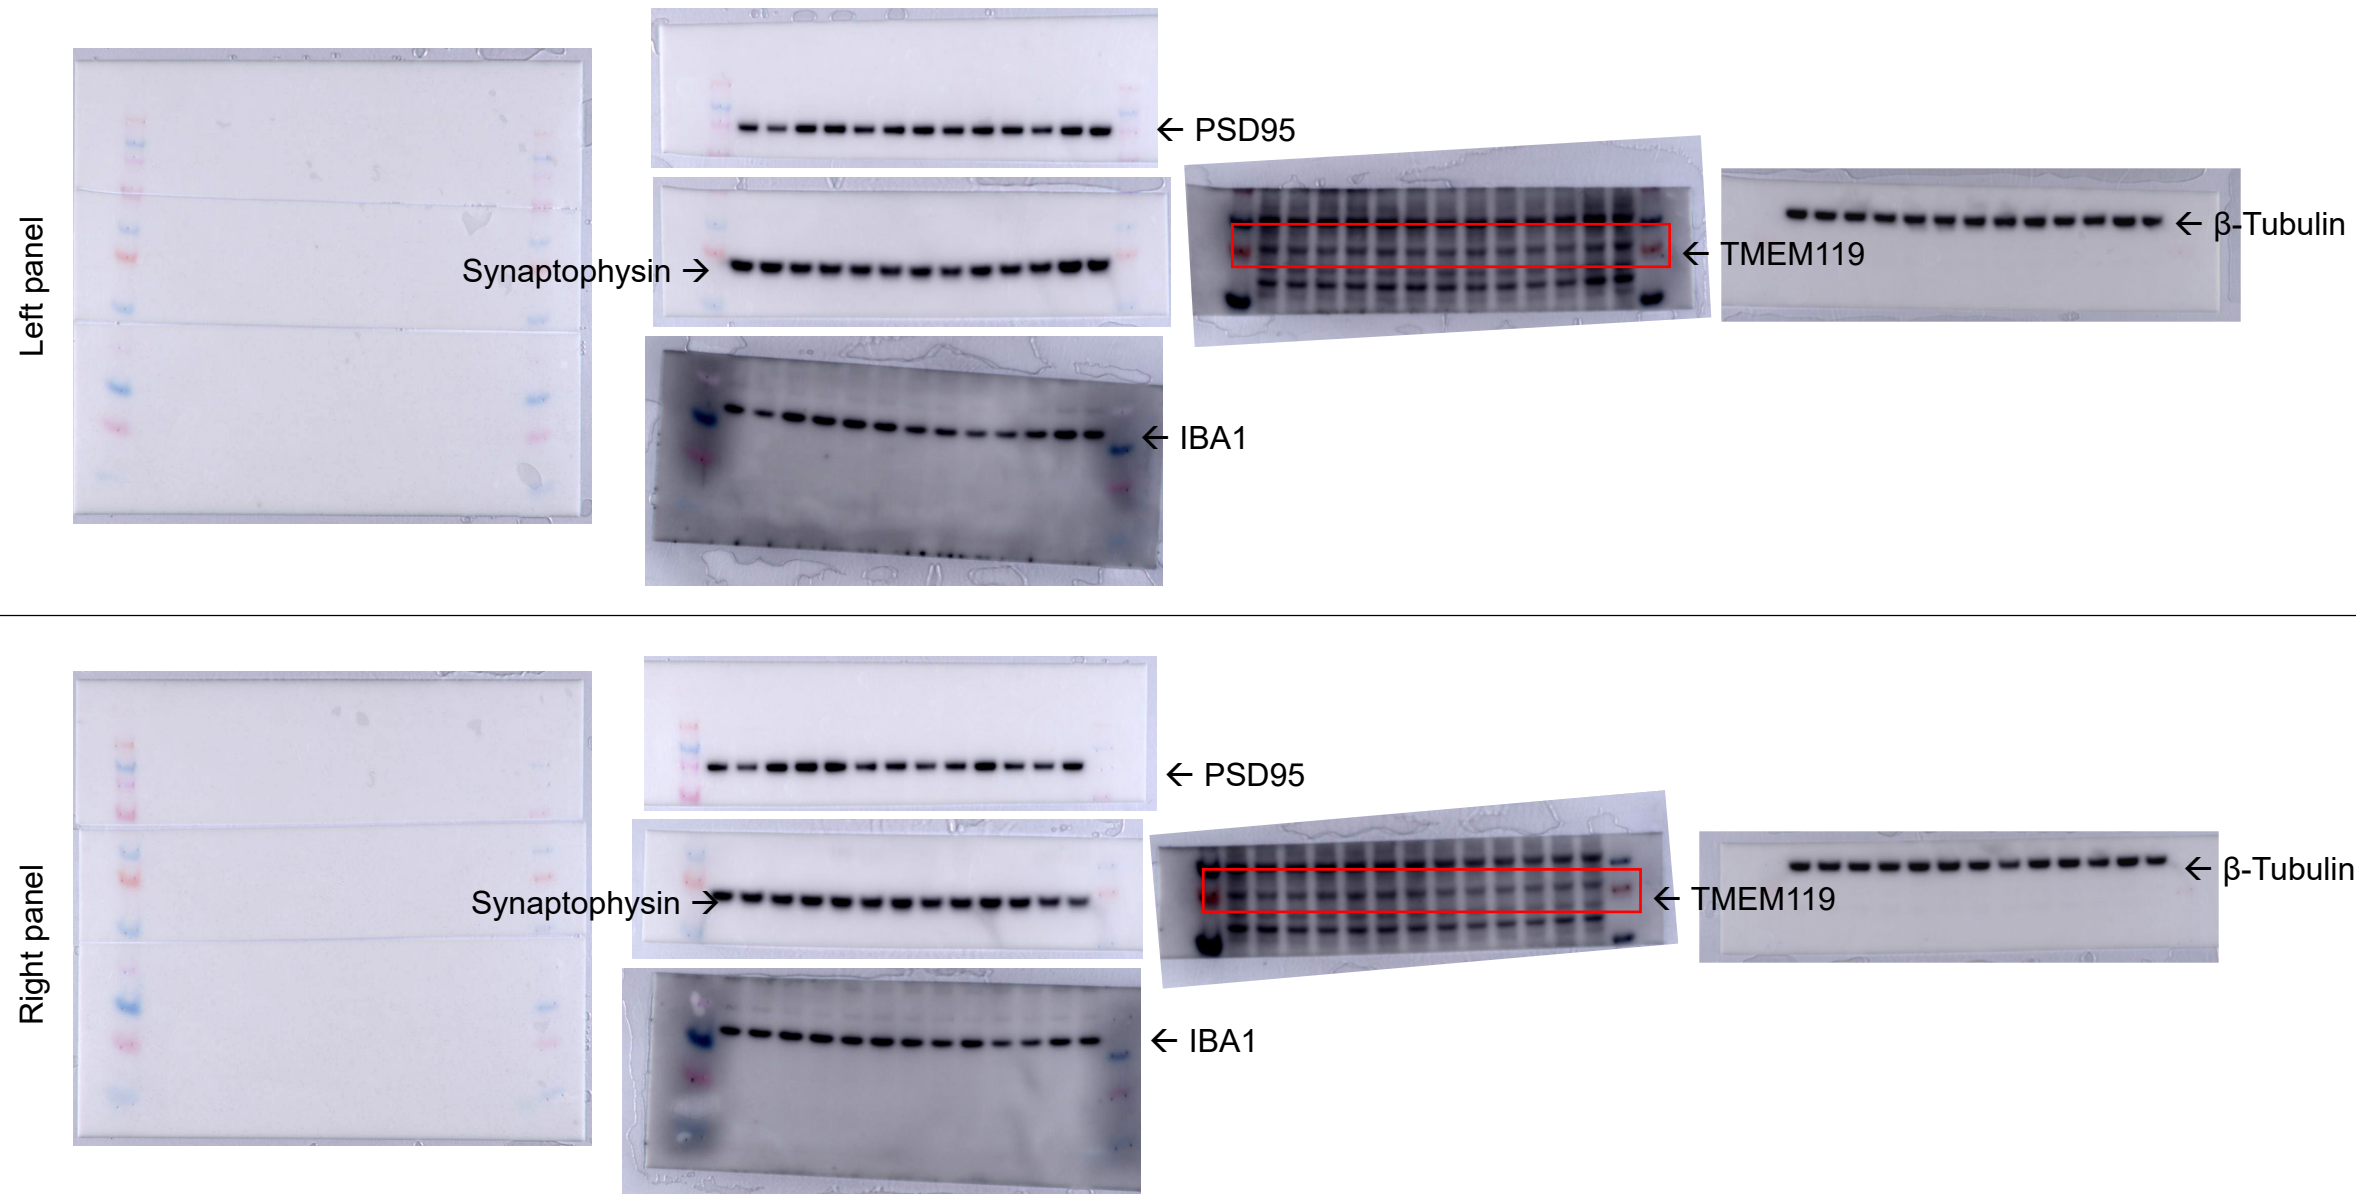 Left panel
← PSD95
Synaptophysin →
← TMEM119
← β-Tubulin
← IBA1
Right panel
← PSD95
Synaptophysin →
← TMEM119
← β-Tubulin
← IBA1